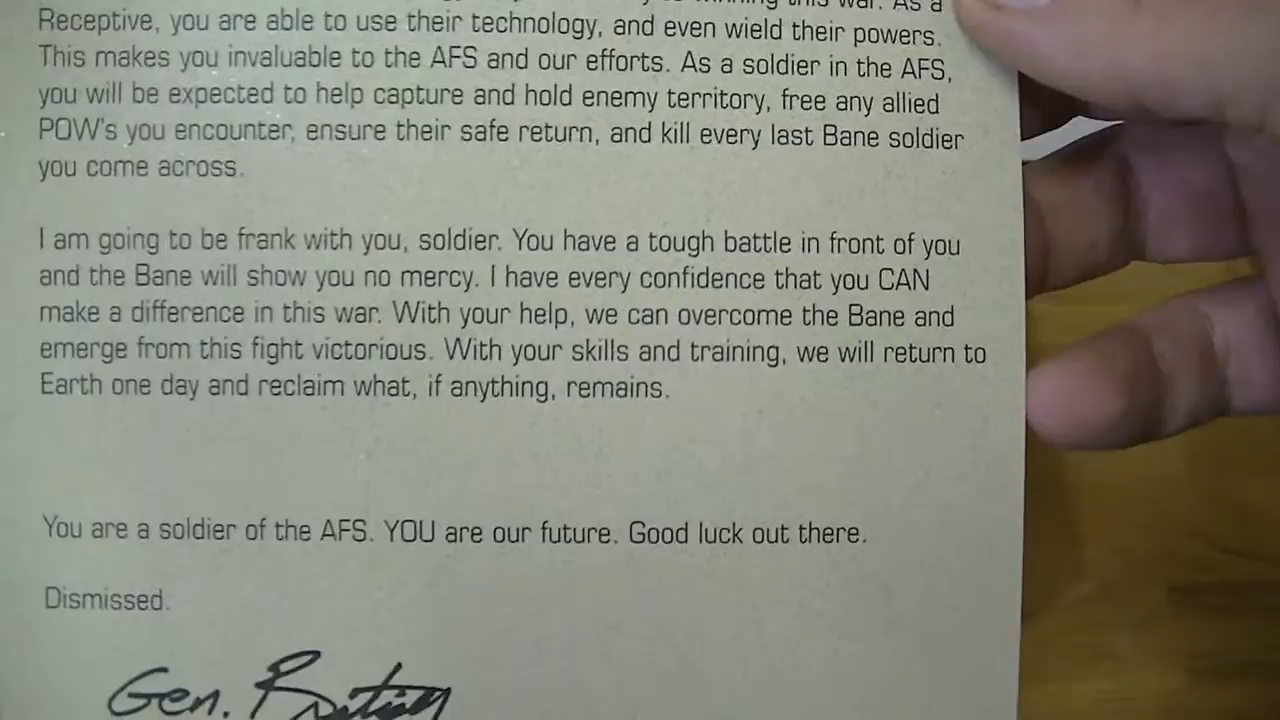 this war. As a
Receptive, you are able to use their technology, and even wield their powers.
This makes you invaluable to the AFS and our efforts. As a soldier in the AFS,
you will be expected to help capture and hold enemy territory, free any allied
POW's you encounter, ensure their safe return, and kill every last Bane soldier
you come across.
I am going to be frank with you, soldier. You have a tough battle in front of you
and the Bane will show you no mercy. I have every confidence that you CAN
make a difference in this war. With your help, we can overcome the Bane and
emerge from this fight victorious. With your skills and training, we will return to
Earth one day and reclaim what, if anything, remains.
You are a soldier of the AFS. YOU are our future. Good luck out there.
Dismissed.
Gen.